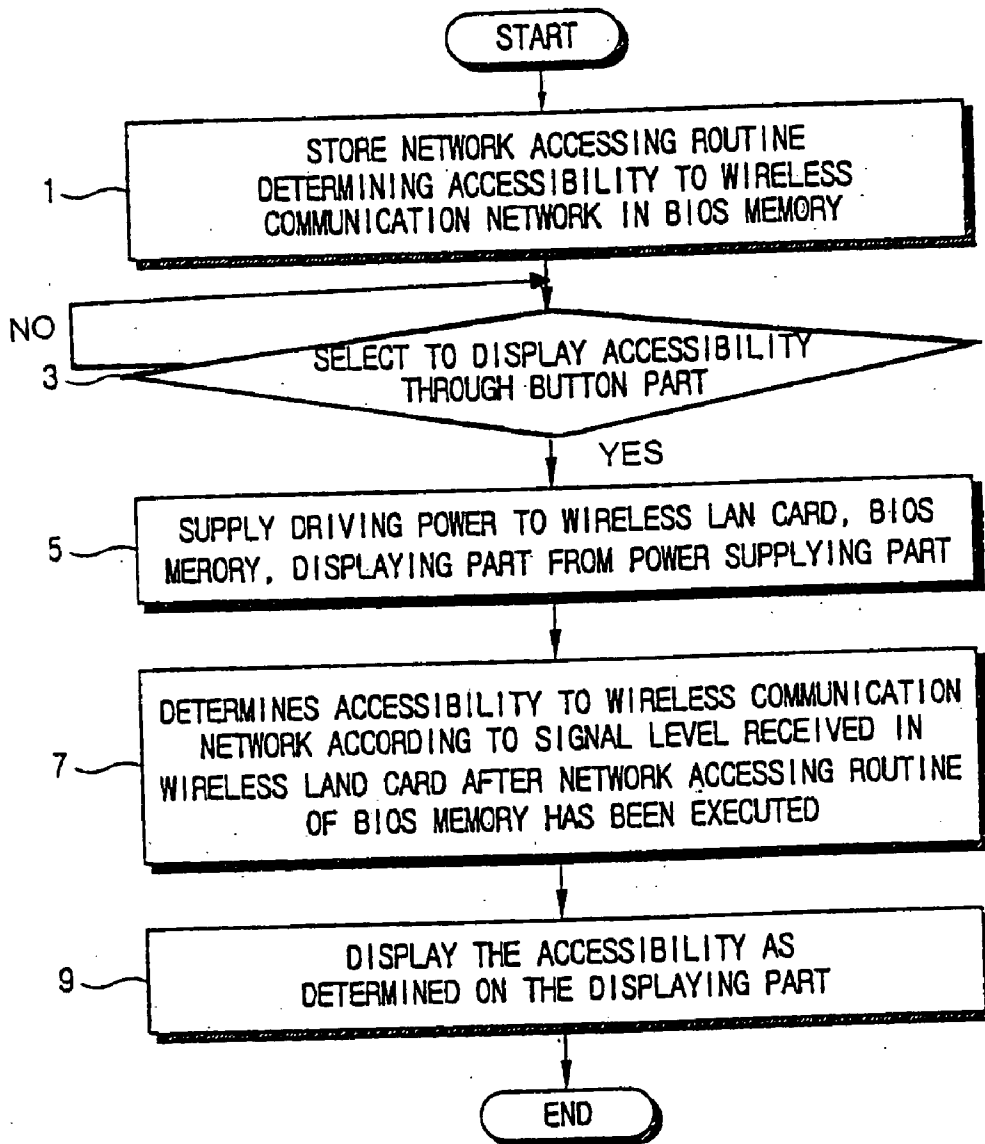 START
1
STORE NETWORK ACCESSING ROUTINE
DETERMINING ACCESSIBILITY TO WIRELESS
COMMUNICATION NETWORK IN BIOS MEMORY
NO
3
SELECT TO DISPLAY ACCESSIBILITY
THROUGH BUTTON PART
YES
5
SUPPLY DRIVING POWER TO WIRELESS LAN CARD, BIOS
MERORY, DISPLAYING PART FROM POWER SUPPLYING PART
7
DETERMINES ACCESSIBILITY TO WIRELESS COMMUNICATION
NETWORK ACCORDING TO SIGNAL LEVEL RECEIVED IN
WIRELESS LAND CARD AFTER NETWORK ACCESSING ROUTINE
OF BIOS MEMORY HAS BEEN EXECUTED
9
DISPLAY THE ACCESSIBILITY AS
DETERMINED ON THE DISPLAYING PART
END